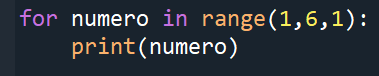 for numero in range(1,6,1):
    print(numero)